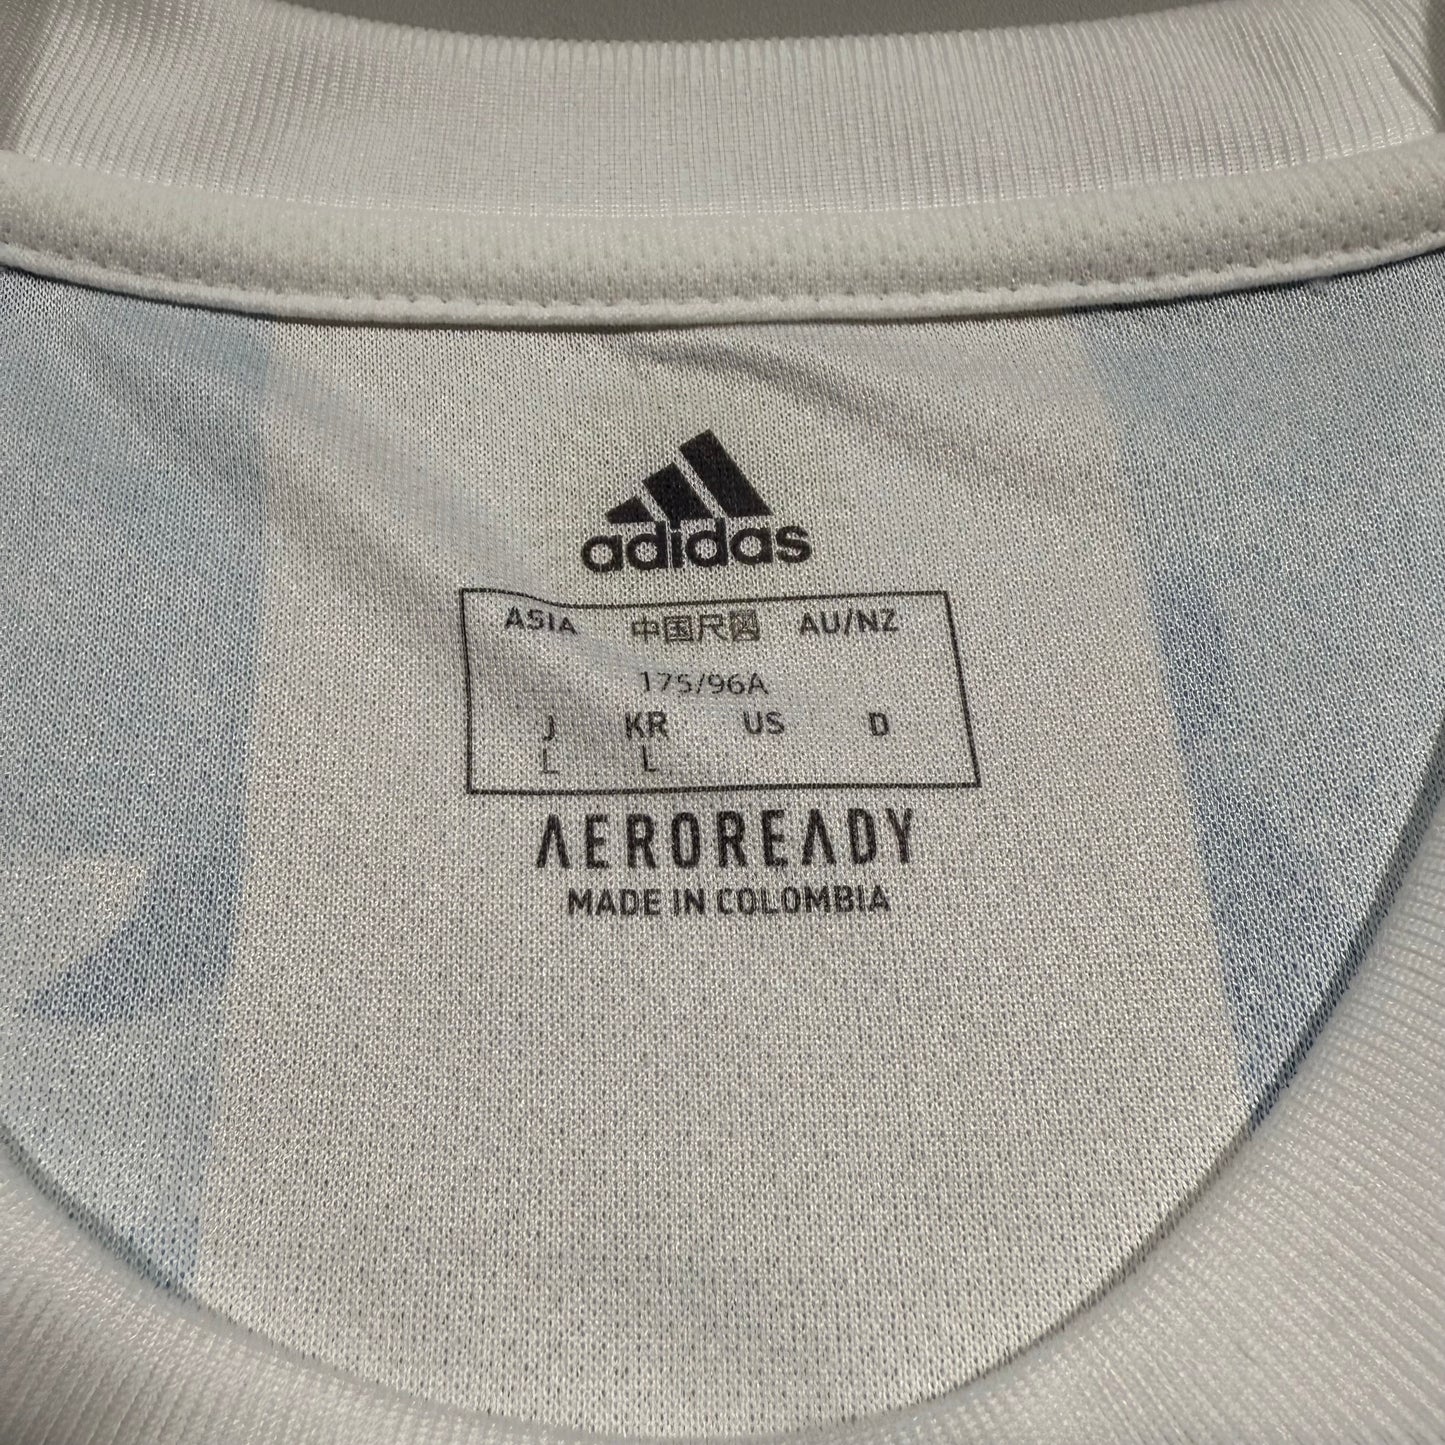 adidas
ASIA 中国尺码 AU/NZ
175/96A
J KR US D
L L
AEROREADY
MADE IN COLOMBIA